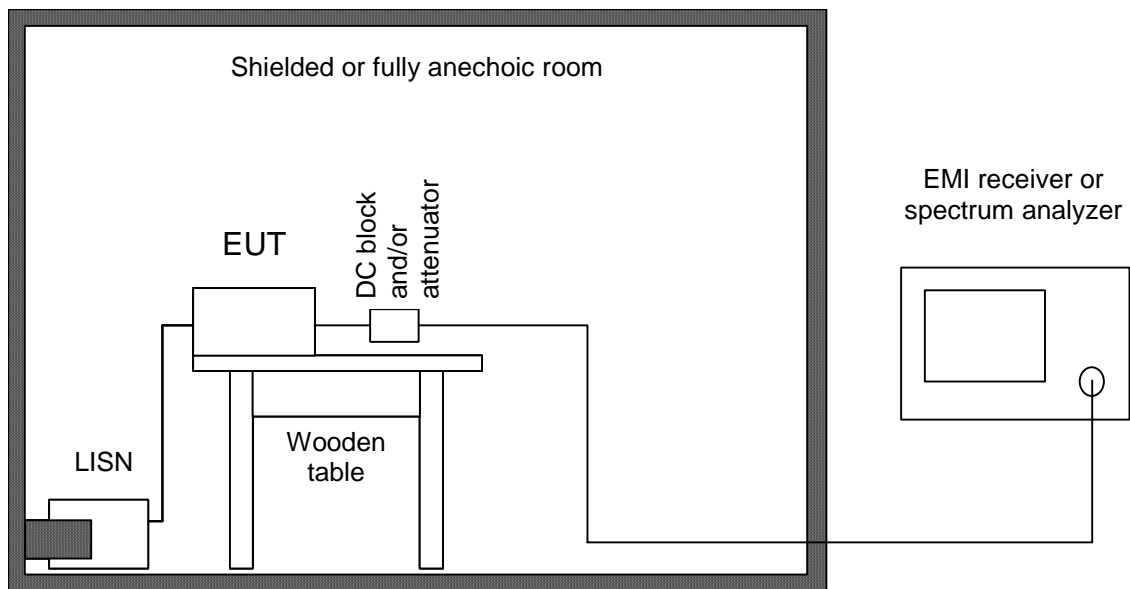 Shielded or fully anechoic room
EMI receiver or
spectrum analyzer
EUT
DC block
and/or
attenuator
Wooden
table
LISN